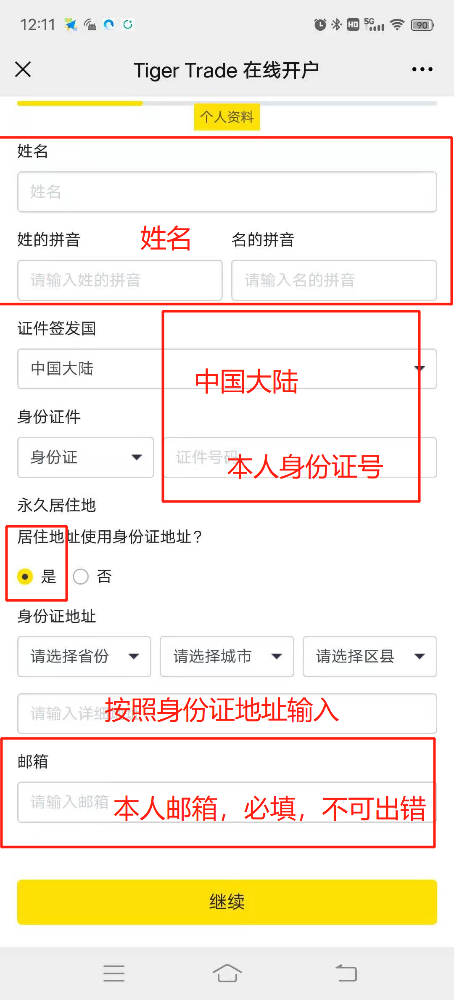 12:11 HD 5G 90
Tiger Trade 在线开户
个人资料
姓名
姓名
姓的拼音 姓名 名的拼音
请输入姓的拼音 请输入名的拼音
证件签发国
中国大陆 中国大陆
身份证件
身份证 证件号码 本人身份证号
永久居住地
居住地址使用身份证地址？
是 否
身份证地址
请选择省份 请选择城市 请选择区县
请输入详细地址 按照身份证地址输入
邮箱
请输入邮箱 本人邮箱，必填，不可出错
继续